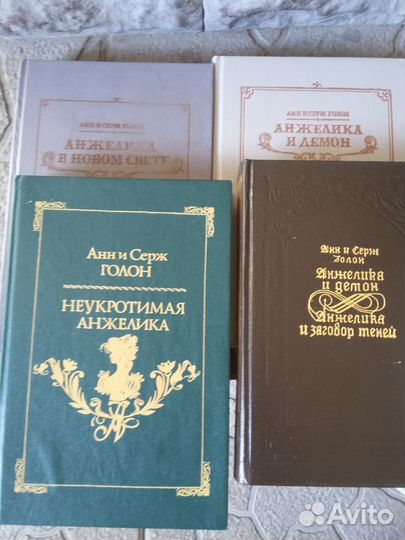 АНН И СЕРЖ ГОЛОН
АНЖЕЛИКА
В НОВОМ СВЕТЕ
АНН И СЕРЖ ГОЛОН
АНЖЕЛИКА
И ДЕМОН
Анн и Серж
ГОЛОН
НЕУКРОТИМАЯ
АНЖЕЛИКА
Анн и Серж
Голон
Анжелика
и демон
Анжелика
и заговор теней
Avito